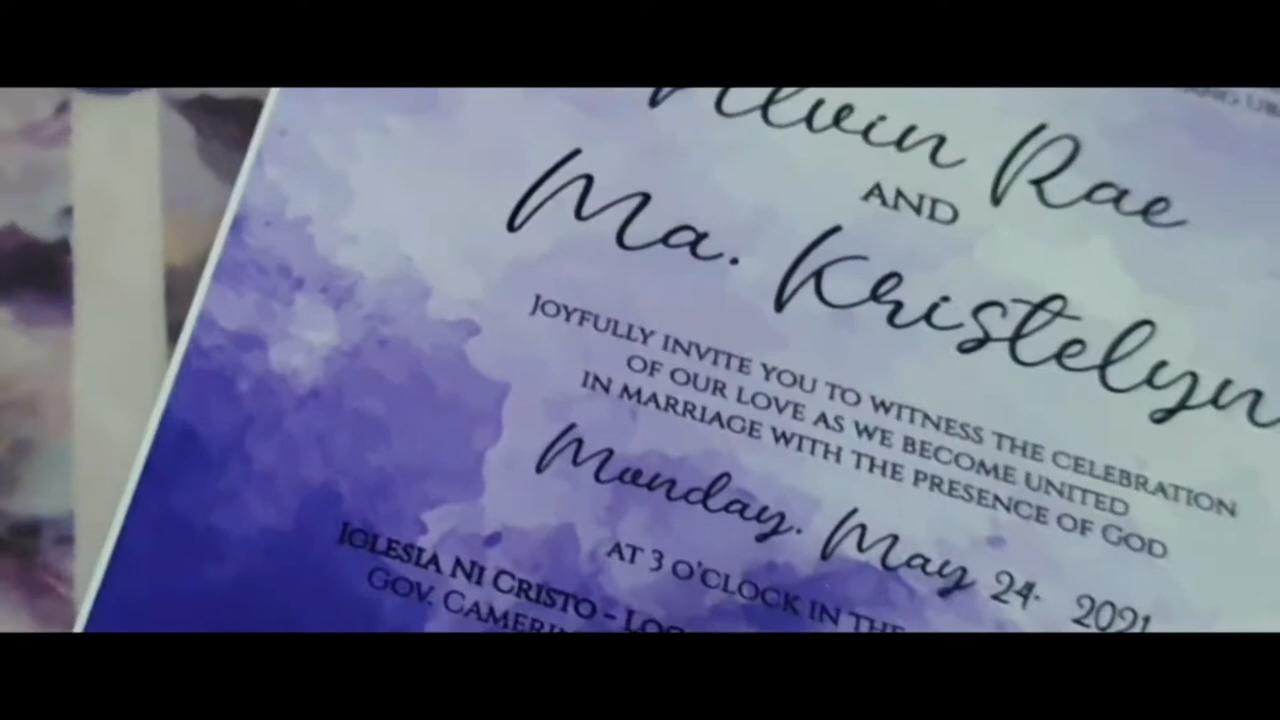 Alvin Rae
AND
Ma. Kristelyn
JOYFULLY INVITE YOU TO WITNESS THE CELEBRATION
OF OUR LOVE AS WE BECOME UNITED
IN MARRIAGE WITH THE PRESENCE OF GOD
Monday, May 24, 2021
AT 3 O'CLOCK IN THE
IGLESIA NI CRISTO -
GOV.